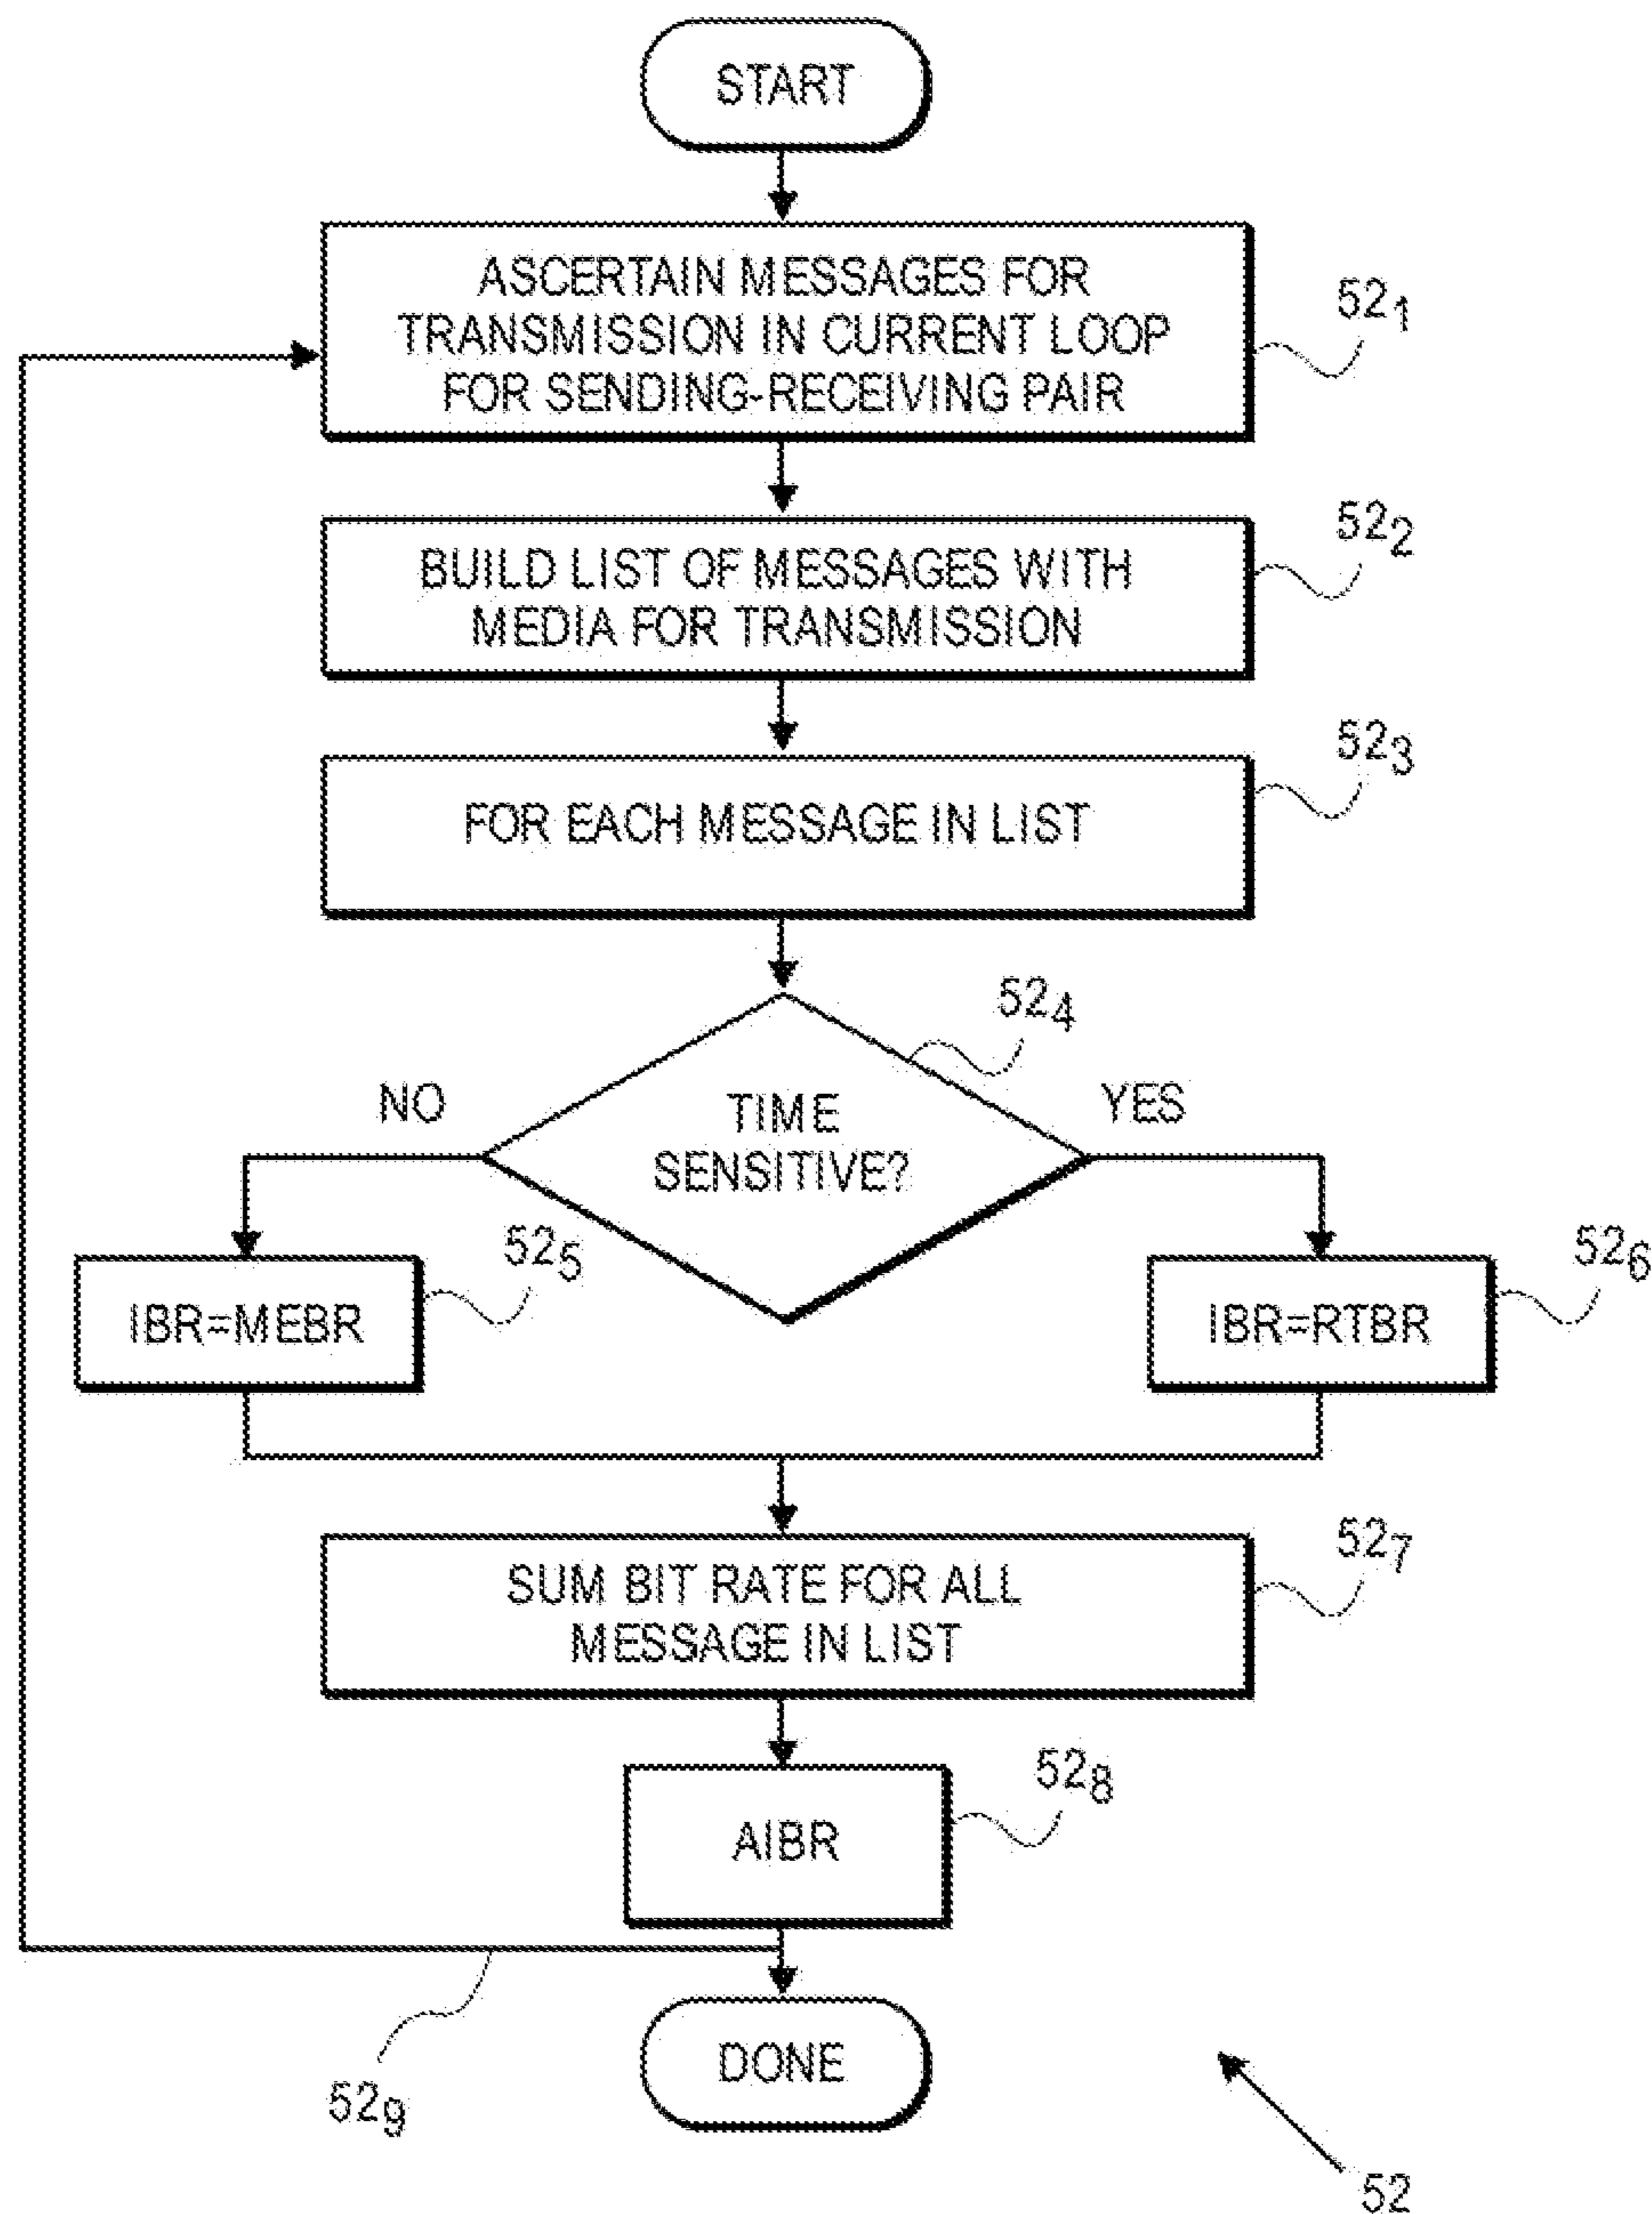 START
ASCERTAIN MESSAGES FOR
TRANSMISSION IN CURRENT LOOP
FOR SENDING-RECEIVING PAIR
52₁
BUILD LIST OF MESSAGES WITH
MEDIA FOR TRANSMISSION
52₂
FOR EACH MESSAGE IN LIST
52₃
52₄
NO
TIME
SENSITIVE?
YES
IBR=MEBR
52₅
IBR=RTBR
52₆
SUM BIT RATE FOR ALL
MESSAGE IN LIST
52₇
AIBR
52₈
DONE
52₉
52